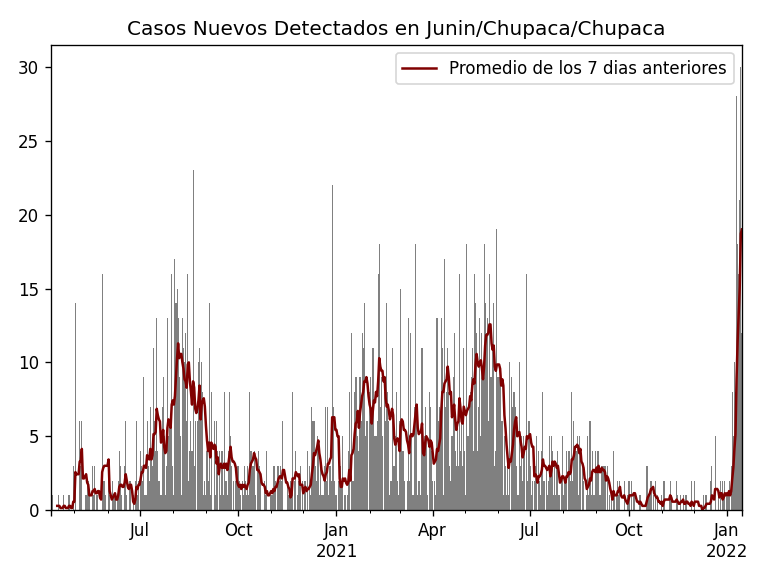 Casos Nuevos Detectados en Junin/Chupaca/Chupaca
Promedio de los 7 dias anteriores
30
25
20
15
10
5
0
Jul Oct Jan Apr Jul Oct Jan
2021 2022